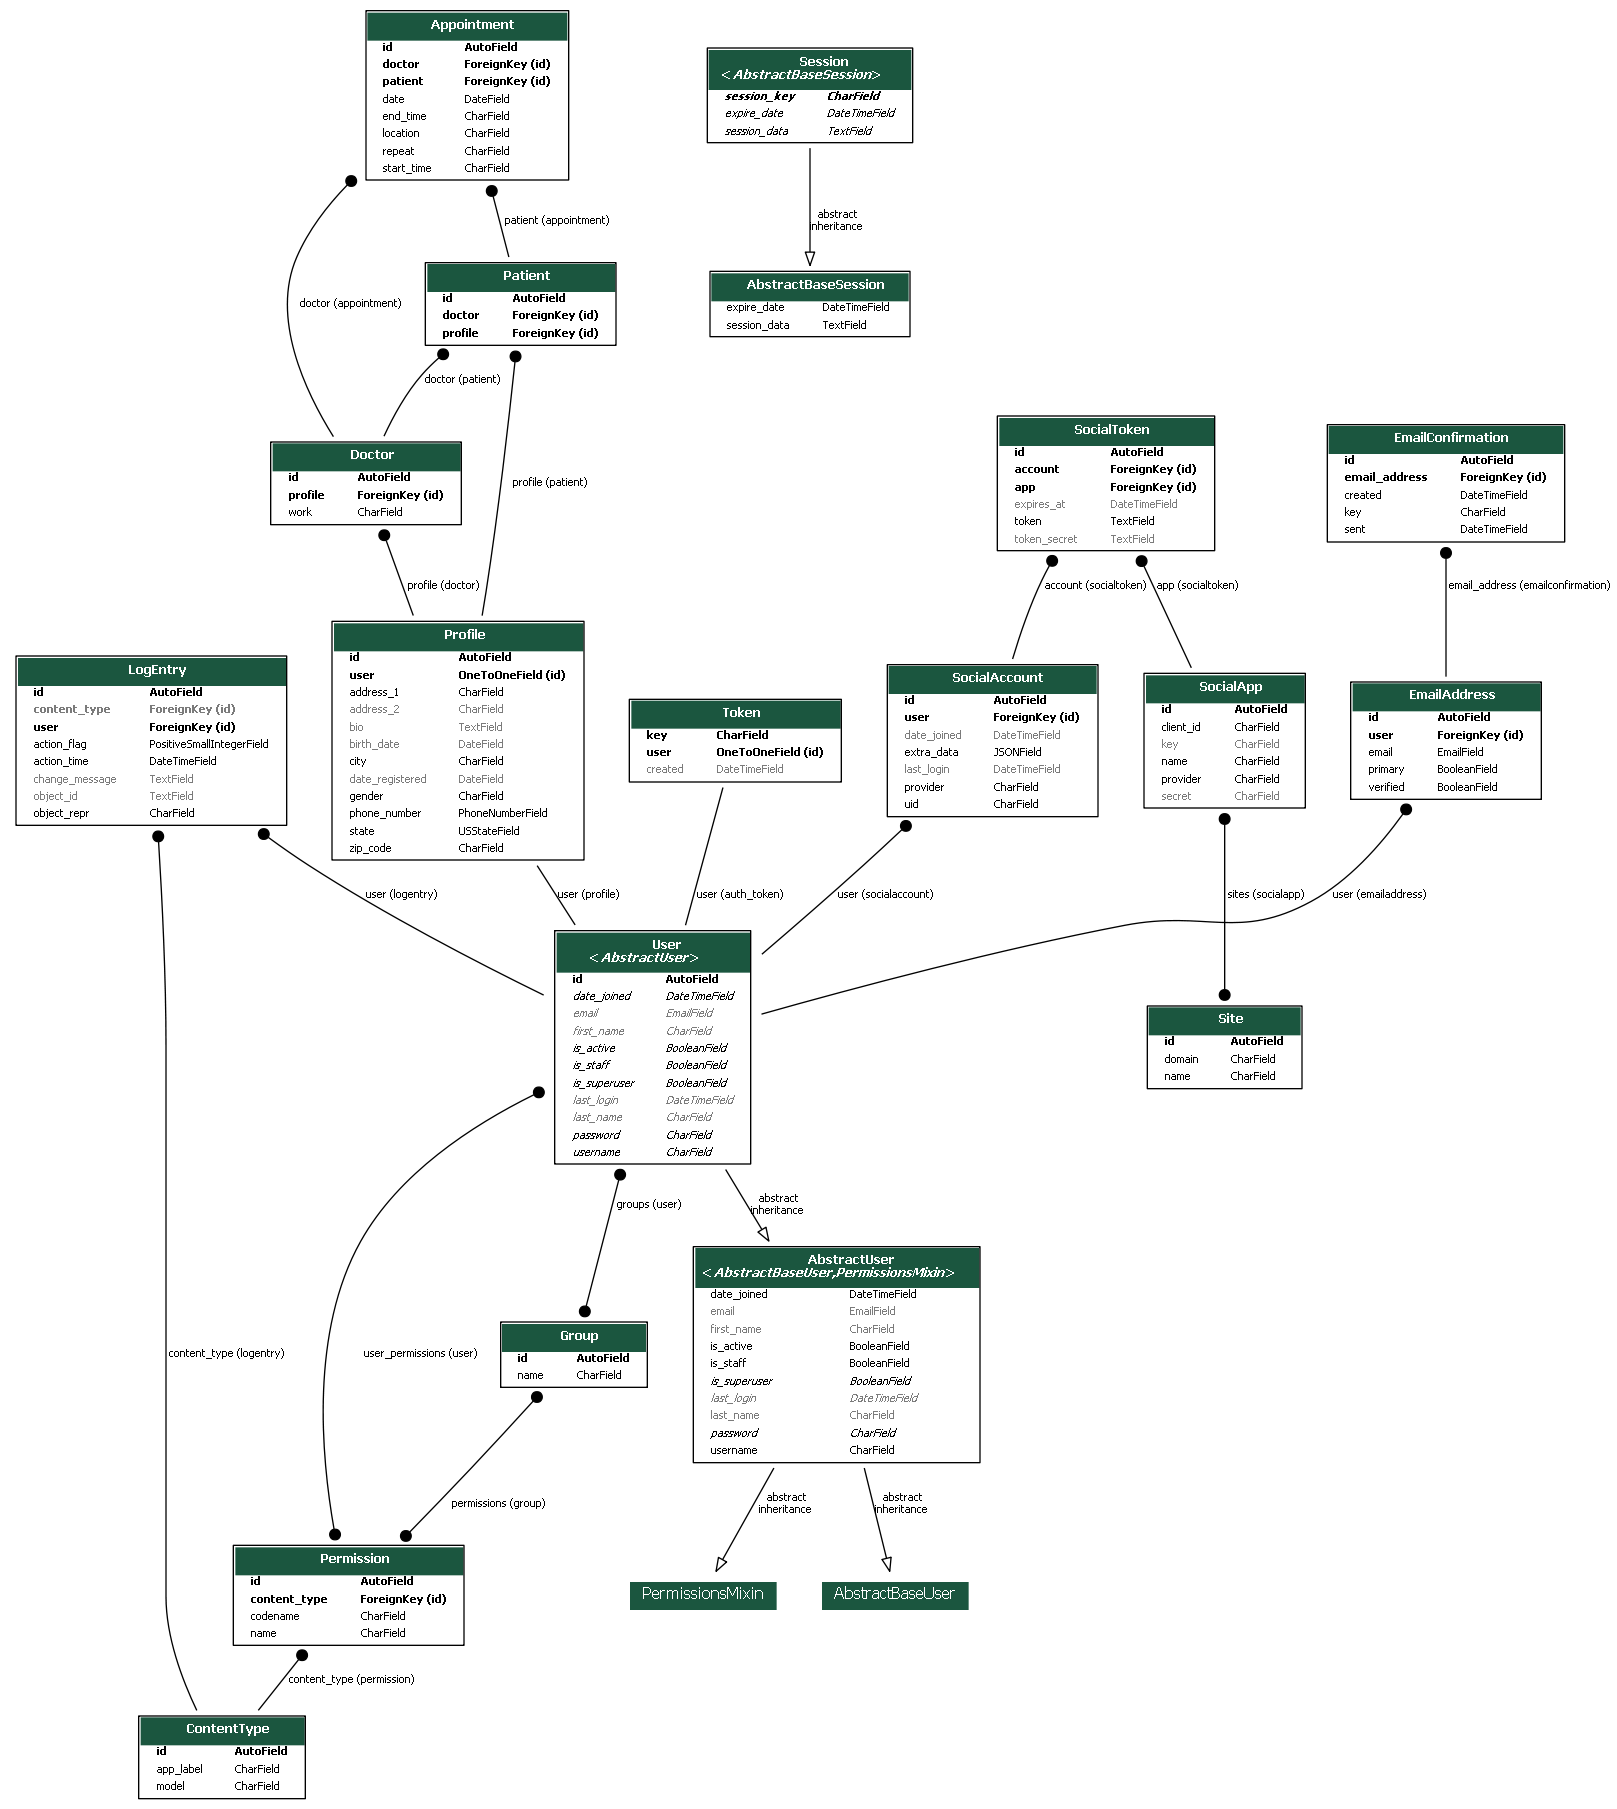 Appointment
id AutoField
doctor ForeignKey (id)
patient ForeignKey (id)
date DateField
end_time CharField
location CharField
repeat CharField
start_time CharField
Session
<AbstractBaseSession>
session_key CharField
expire_date DateTimeField
session_data TextField
patient (appointment)
abstract
inheritance
doctor (appointment)
Patient
id AutoField
doctor ForeignKey (id)
profile ForeignKey (id)
AbstractBaseSession
expire_date DateTimeField
session_data TextField
doctor (patient)
profile (patient)
Doctor
id AutoField
profile ForeignKey (id)
work CharField
SocialToken
id AutoField
account ForeignKey (id)
app ForeignKey (id)
expires_at DateTimeField
token TextField
token_secret TextField
EmailConfirmation
id AutoField
email_address ForeignKey (id)
created DateTimeField
key CharField
sent DateTimeField
profile (doctor)
account (socialtoken)
app (socialtoken)
email_address (emailconfirmation)
LogEntry
id AutoField
content_type ForeignKey (id)
user ForeignKey (id)
action_flag PositiveSmallIntegerField
action_time DateTimeField
change_message TextField
object_id TextField
object_repr CharField
Profile
id AutoField
user OneToOneField (id)
address_1 CharField
address_2 CharField
bio TextField
birth_date DateField
city CharField
date_registered DateField
gender CharField
phone_number PhoneNumberField
state USStateField
zip_code CharField
Token
key CharField
user OneToOneField (id)
created DateTimeField
SocialAccount
id AutoField
user ForeignKey (id)
date_joined DateTimeField
extra_data JSONField
last_login DateTimeField
provider CharField
uid CharField
SocialApp
id AutoField
client_id CharField
key CharField
name CharField
provider CharField
secret CharField
EmailAddress
id AutoField
user ForeignKey (id)
email EmailField
primary BooleanField
verified BooleanField
user (logentry)
user (profile)
user (auth_token)
user (socialaccount)
sites (socialapp)
user (emailaddress)
User
<AbstractUser>
id AutoField
date_joined DateTimeField
email EmailField
first_name CharField
is_active BooleanField
is_staff BooleanField
is_superuser BooleanField
last_login DateTimeField
last_name CharField
password CharField
username CharField
Site
id AutoField
domain CharField
name CharField
groups (user)
abstract
inheritance
AbstractUser
<AbstractBaseUser,PermissionsMixin>
date_joined DateTimeField
email EmailField
first_name CharField
is_active BooleanField
is_staff BooleanField
is_superuser BooleanField
last_login DateTimeField
last_name CharField
password CharField
username CharField
content_type (logentry)
user_permissions (user)
Group
id AutoField
name CharField
permissions (group)
abstract
inheritance
abstract
inheritance
Permission
id AutoField
content_type ForeignKey (id)
codename CharField
name CharField
PermissionsMixin
AbstractBaseUser
content_type (permission)
ContentType
id AutoField
app_label CharField
model CharField